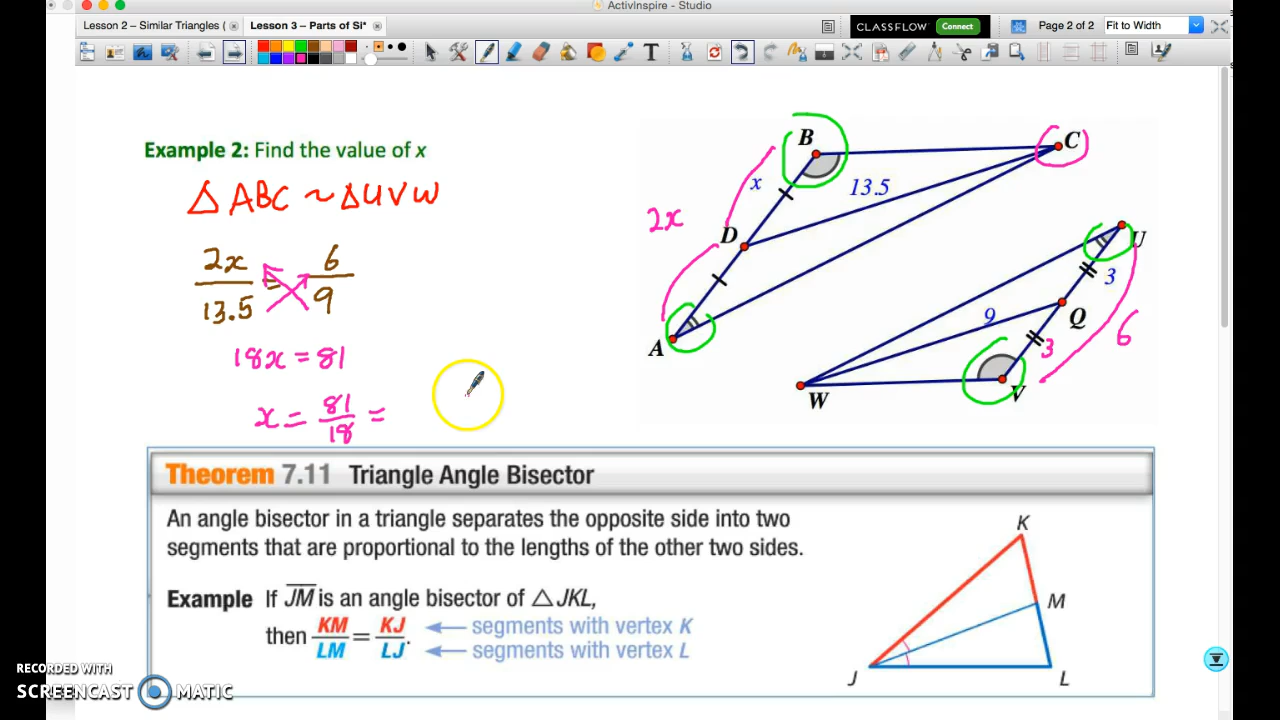 ActivInspire - Studio
Lesson 2 – Similar Triangles (
Lesson 3 – Parts of Si*
CLASSFLOW Connect
Page 2 of 2
Fit to Width
T
Example 2: Find the value of x
△ ABC ~ △UVW
2x/13.5 = 6/9
18x = 81
x = 81/18 =
B
C
x
13.5
2x
D
A
U
3
Q
9
3
6
W
V
Theorem 7.11 Triangle Angle Bisector
An angle bisector in a triangle separates the opposite side into two
segments that are proportional to the lengths of the other two sides.
Example If JM is an angle bisector of △JKL,
then KM/LM = KJ/LJ.
segments with vertex K
segments with vertex L
K
M
J
L
RECORDED WITH
SCREENCAST MATIC